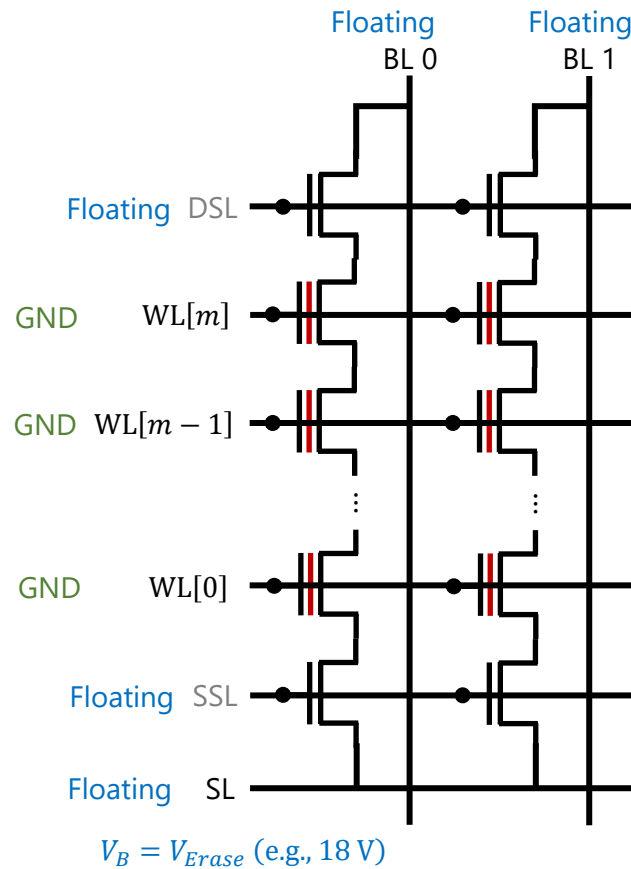 Floating Floating
BL 0 BL 1
Floating DSL
GND WL[m]
GND WL[m − 1]
⋮ ⋮
GND WL[0]
Floating SSL
Floating SL
V_B = V_Erase (e.g., 18 V)